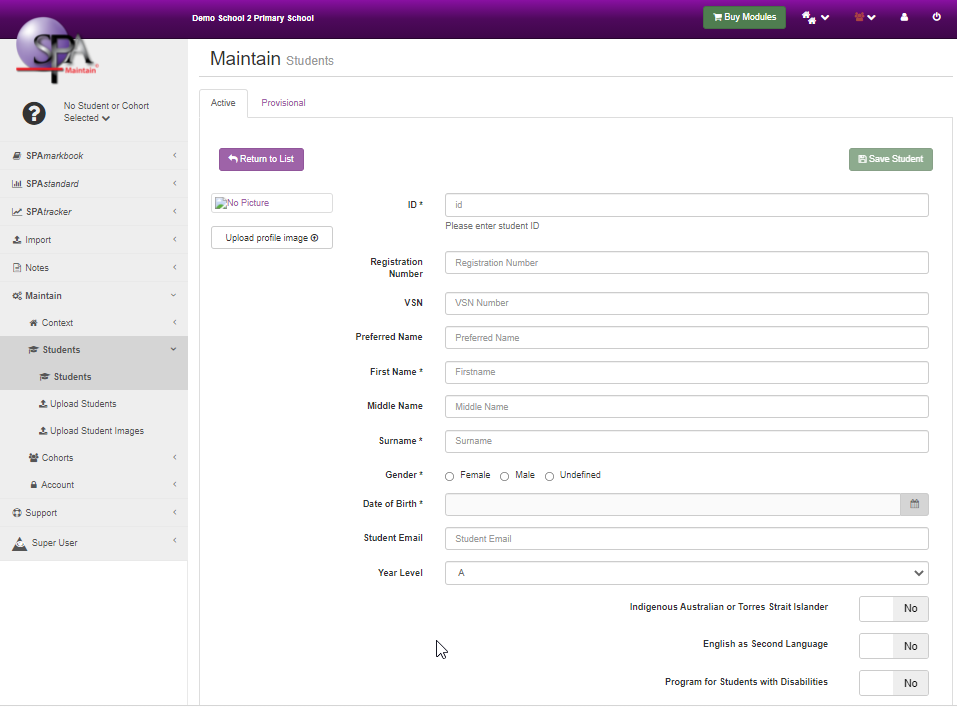 Demo School 2 Primary School
Buy Modules
SPA
Maintain
Maintain Students
No Student or Cohort
Selected
Active
Provisional
SPAmarkbook
SPAstandard
SPAtracker
Import
Notes
Maintain
Context
Students
Students
Upload Students
Upload Student Images
Cohorts
Account
Support
Super User
Return to List
Save Student
No Picture
Upload profile image
ID *
id
Please enter student ID
Registration
Number
Registration Number
VSN
VSN Number
Preferred Name
Preferred Name
First Name *
Firstname
Middle Name
Middle Name
Surname *
Surname
Gender *
Female
Male
Undefined
Date of Birth *
Student Email
Student Email
Year Level
A
Indigenous Australian or Torres Strait Islander
No
English as Second Language
No
Program for Students with Disabilities
No